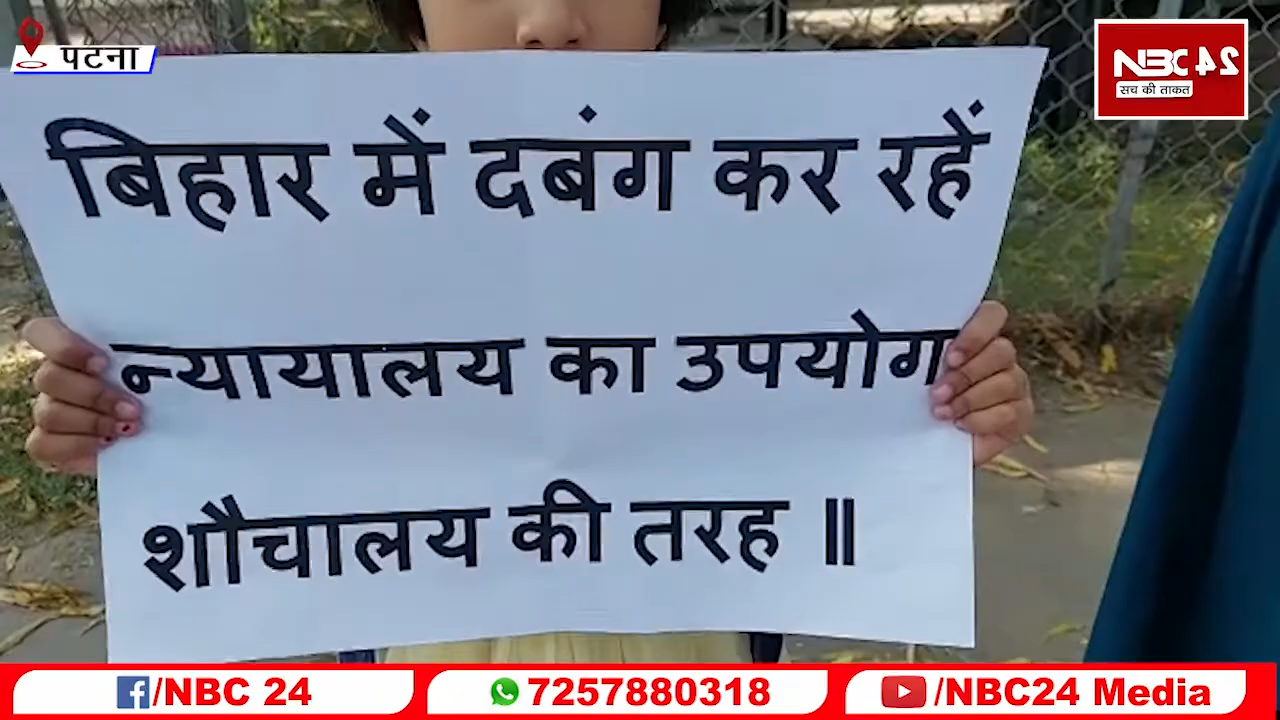 पटना
NBC 24
सच की ताकत
बिहार में दबंग कर रहें
न्यायालय का उपयोग
शौचालय की तरह ॥
/NBC 24
7257880318
/NBC24 Media